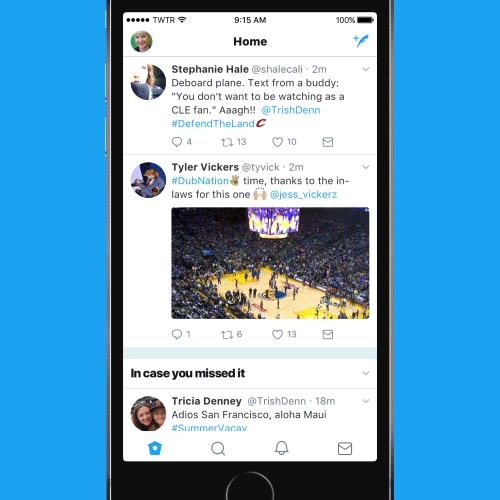 TWTR 9:15 AM 100%
Home
Stephanie Hale @shalecali · 2m
Deboard plane. Text from a buddy:
"You don't want to be watching as a
CLE fan." Aaagh!! @TrishDenn
#DefendTheLand
4 13 10
Tyler Vickers @tyvick · 2m
#DubNation time, thanks to the in-
laws for this one 🙌🏼 @jess_vickerz
1 6 13
In case you missed it
Tricia Denney @TrishDenn · 18m
Adios San Francisco, aloha Maui
#SummerVacay